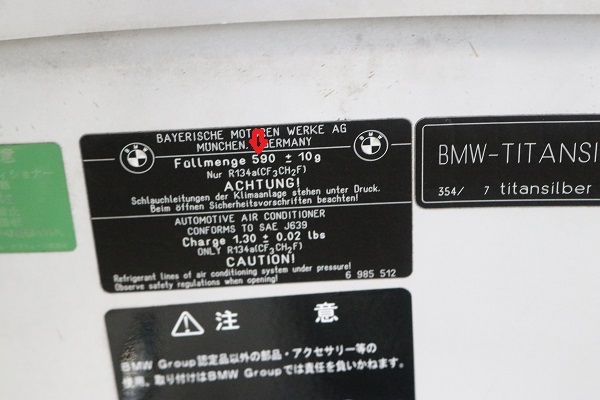 BAYERISCHE MOTOREN WERKE AG
MÜNCHEN, GERMANY
Füllmenge 590 ± 10g
Nur R134a(CF₃CH₂F)
ACHTUNG!
Schlauchleitungen der Klimaanlage stehen unter Druck.
Beim öffnen Sicherheitsvorschriften beachten!
AUTOMOTIVE AIR CONDITIONER
CONFORMS TO SAE J639
Charge 1.30 ± 0.02 lbs
ONLY R134a(CF₃CH₂F)
CAUTION!
Refrigerant lines of air conditioning system under pressure!
Observe safety regulations when opening!
6 985 512
BMW-TITANSI
354/ 7 titansilber
注 意
BMW Group認定品以外の部品・アクセサリー等の
使用、取り付けはBMW Groupでは責任を負いかねます。